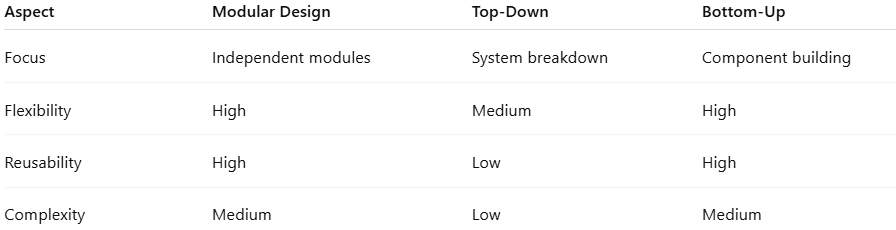 Aspect Modular Design Top-Down Bottom-Up
Focus Independent modules System breakdown Component building
Flexibility High Medium High
Reusability High Low High
Complexity Medium Low Medium